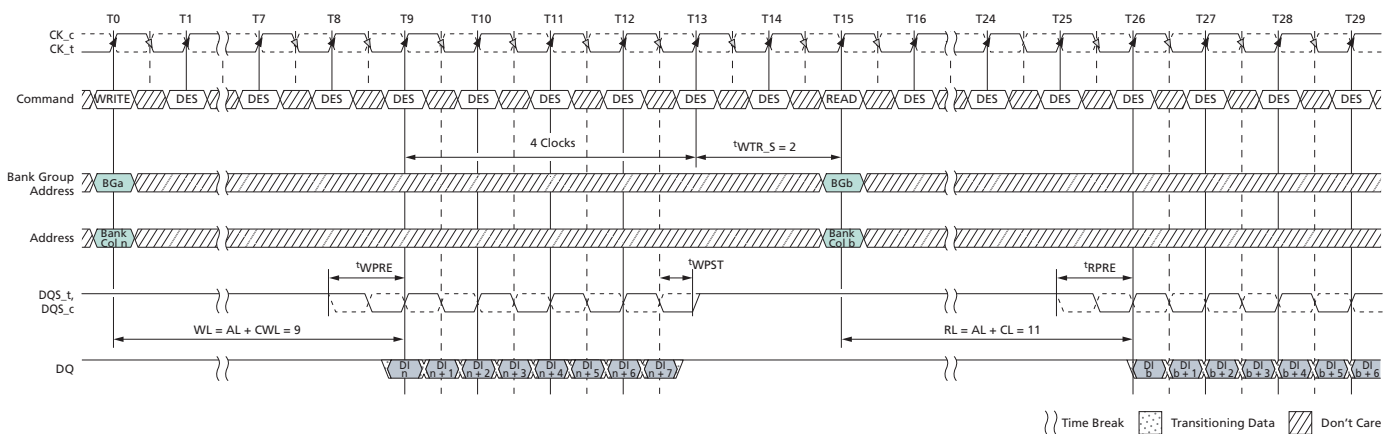 T0 T1 T7 T8 T9 T10 T11 T12 T13 T14 T15 T16 T24 T25 T26 T27 T28 T29
CK_c
CK_t
Command WRITE DES DES DES DES DES DES DES DES DES READ DES DES DES DES DES DES DES
4 Clocks tWTR_S = 2
Bank Group
Address BGa BGb
Address Bank
Col n Bank
Col b
tWPRE tWPST tRPRE
DQS_t,
DQS_c
WL = AL + CWL = 9 RL = AL + CL = 11
DQ DI
n DI
n + 1 DI
n + 2 DI
n + 3 DI
n + 4 DI
n + 5 DI
n + 6 DI
n + 7 DI
b DI
b + 1 DI
b + 2 DI
b + 3 DI
b + 4 DI
b + 5 DI
b + 6
Time Break Transitioning Data Don't Care